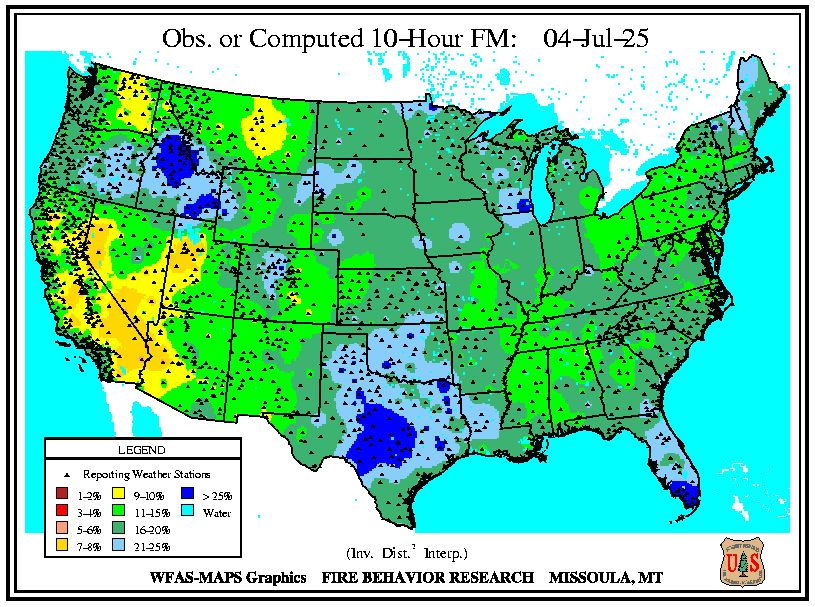 Obs. or Computed 10-Hour FM: 04-Jul-25
LEGEND
Reporting Weather Stations
1-2% 9-10% > 25%
3-4% 11-15% Water
5-6% 16-20%
7-8% 21-25%
(Inv. Dist.² Interp.)
WFAS-MAPS Graphics FIRE BEHAVIOR RESEARCH MISSOULA, MT
U S